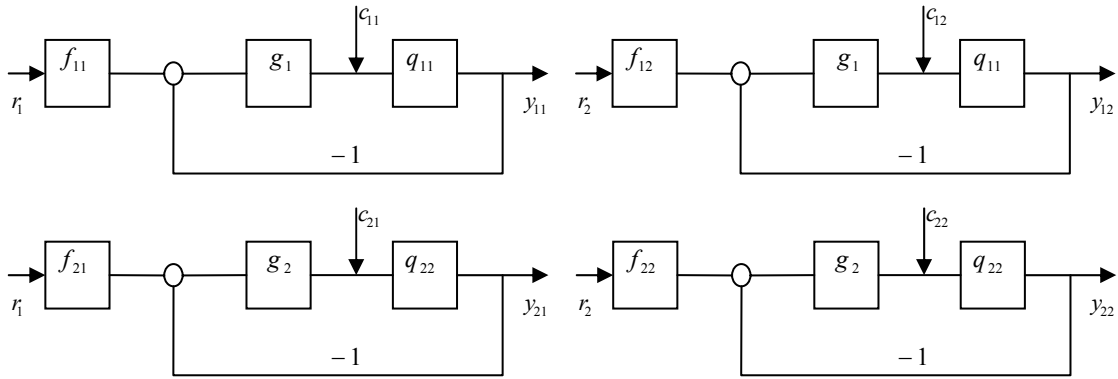 c₁₁ c₁₂
f₁₁ g₁ q₁₁ f₁₂ g₁ q₁₁
r₁ y₁₁ r₂ y₁₂
−1 −1
c₂₁ c₂₂
f₂₁ g₂ q₂₂ f₂₂ g₂ q₂₂
r₁ y₂₁ r₂ y₂₂
−1 −1